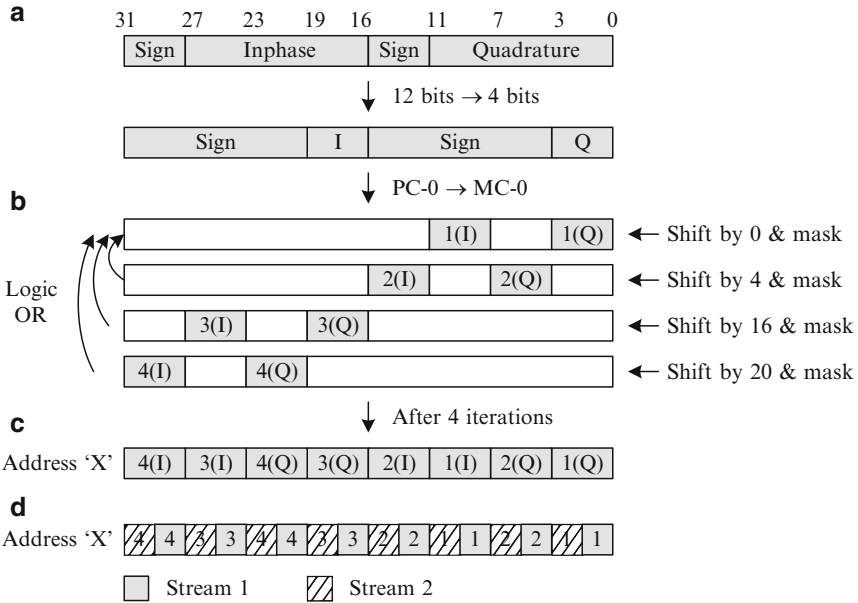 a
31 27 23 19 16 11 7 3 0
Sign Inphase Sign Quadrature
12 bits → 4 bits
Sign I Sign Q
PC-0 → MC-0
b
1(I) 1(Q) Shift by 0 & mask
2(I) 2(Q) Shift by 4 & mask
Logic
OR
3(I) 3(Q) Shift by 16 & mask
4(I) 4(Q) Shift by 20 & mask
After 4 iterations
c
Address ‘X’ 4(I) 3(I) 4(Q) 3(Q) 2(I) 1(I) 2(Q) 1(Q)
d
Address ‘X’ 4 4 3 3 4 4 3 3 2 2 1 1 2 2 1 1
Stream 1 Stream 2